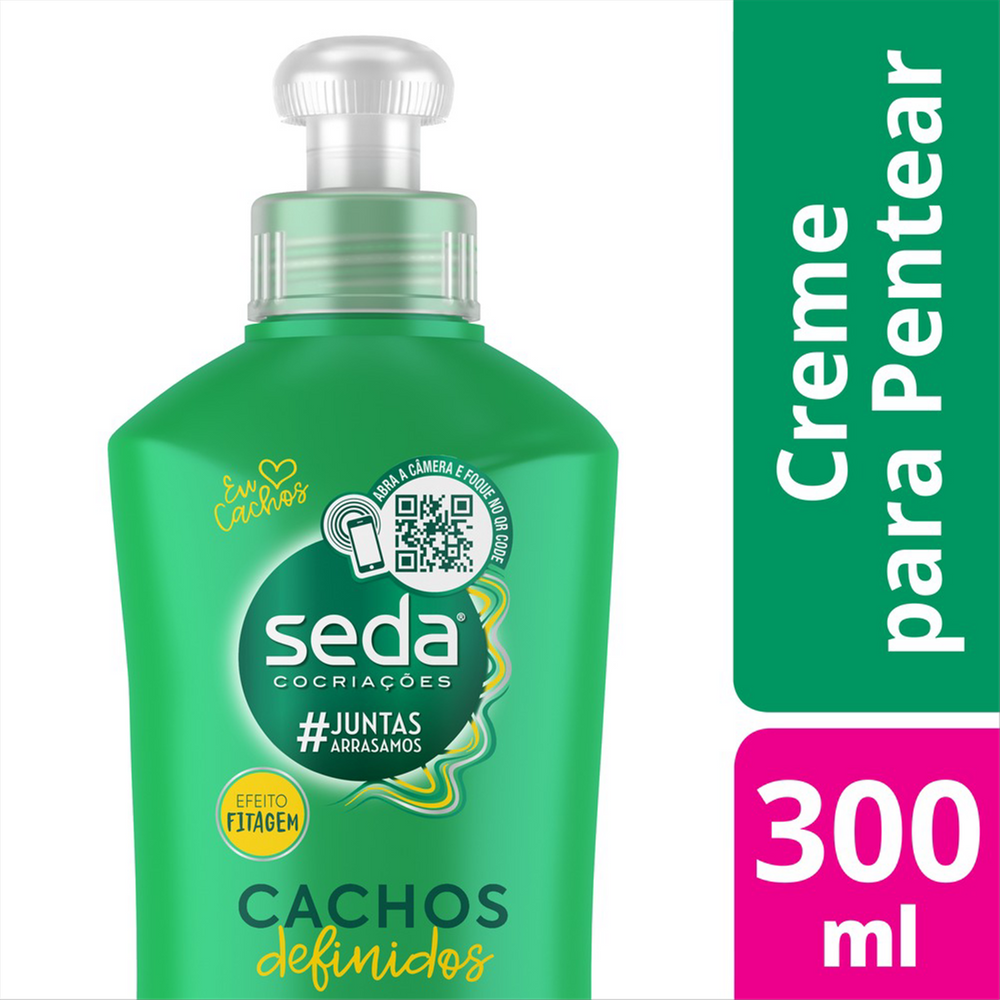 Eu
Cachos
ABRA A CÂMERA E FOQUE NO QR CODE
seda®
COCRIAÇÕES
#JUNTAS
ARRASAMOS
EFEITO
FITAGEM
CACHOS
definidos
Creme
para Pentear
300
ml